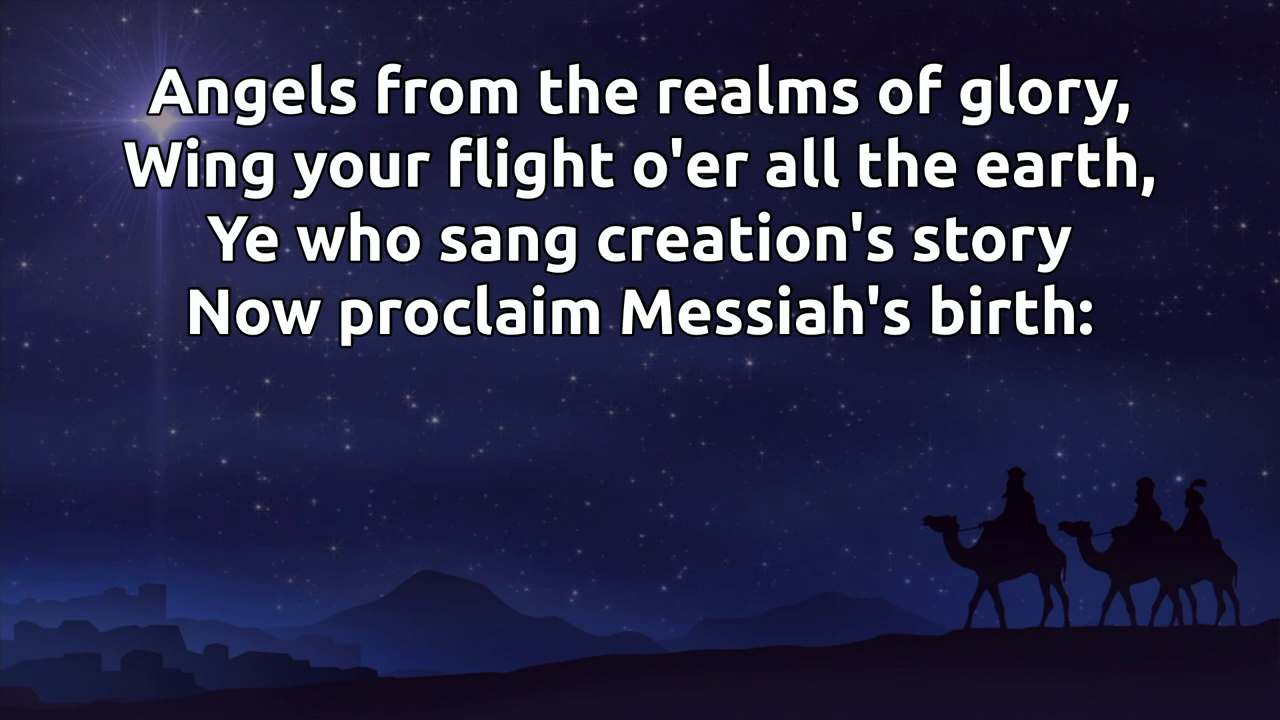 Angels from the realms of glory,
Wing your flight o'er all the earth,
Ye who sang creation's story
Now proclaim Messiah's birth: